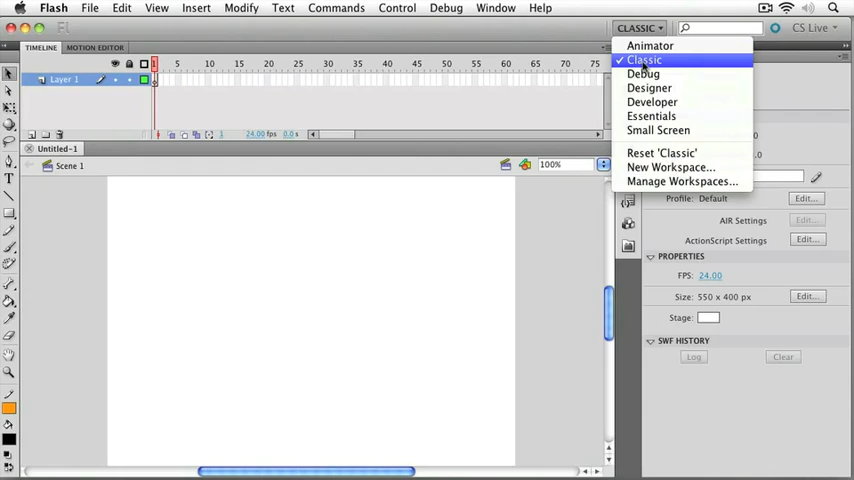 Flash File Edit View Insert Modify Text Commands Control Debug Window Help
Fl CLASSIC CS Live
TIMELINE MOTION EDITOR
1 5 10 15 20 25 30 35 40 45 50 55 60 65 70 75
Layer 1
1 24.00 fps 0.0 s
Untitled-1
Scene 1 100%
Animator
✓ Classic
Debug
Designer
Developer
Essentials
Small Screen
Reset 'Classic'
New Workspace...
Manage Workspaces...
Profile: Default Edit...
AIR Settings Edit...
ActionScript Settings Edit...
PROPERTIES
FPS: 24.00
Size: 550 x 400 px Edit...
Stage:
SWF HISTORY
Log Clear